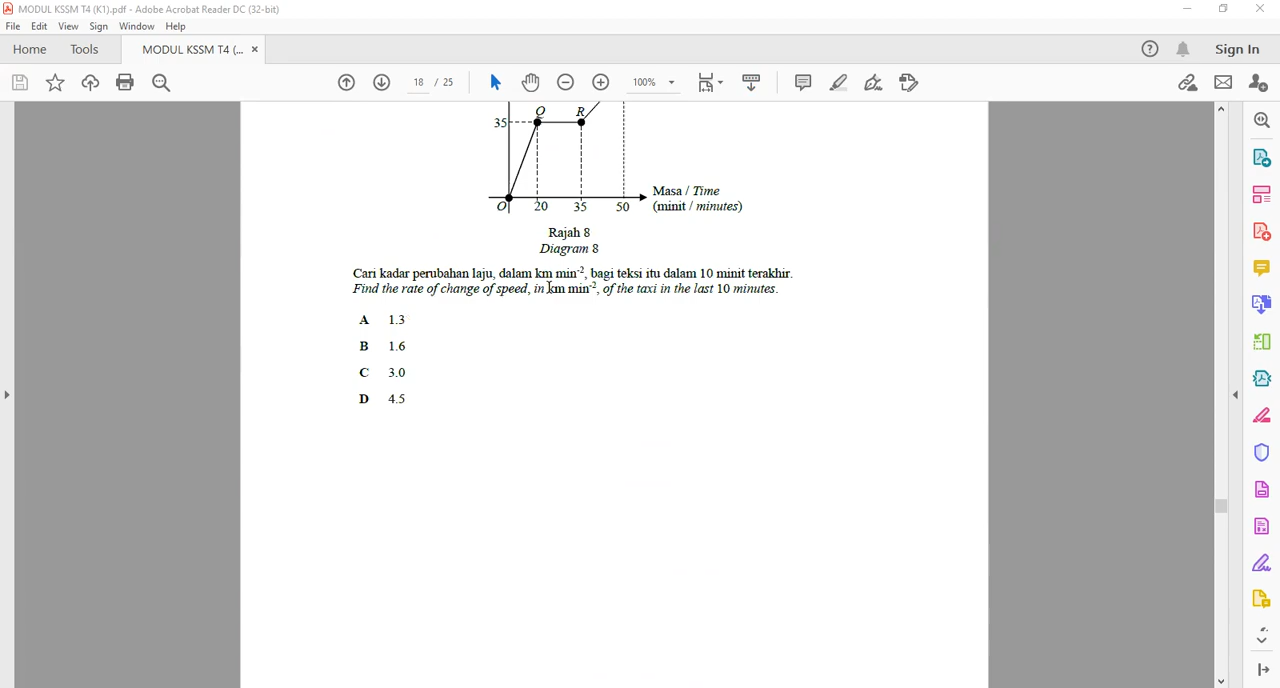 MODUL KSSM T4 (K1).pdf - Adobe Acrobat Reader DC (32-bit)
File Edit View Sign Window Help
Home Tools MODUL KSSM T4 (... × Sign In
18 / 25 100%
Q R
35
O 20 35 50
Masa / Time
(minit / minutes)
Rajah 8
Diagram 8
Cari kadar perubahan laju, dalam km min⁻², bagi teksi itu dalam 10 minit terakhir.
Find the rate of change of speed, in km min⁻², of the taxi in the last 10 minutes.
A 1.3
B 1.6
C 3.0
D 4.5